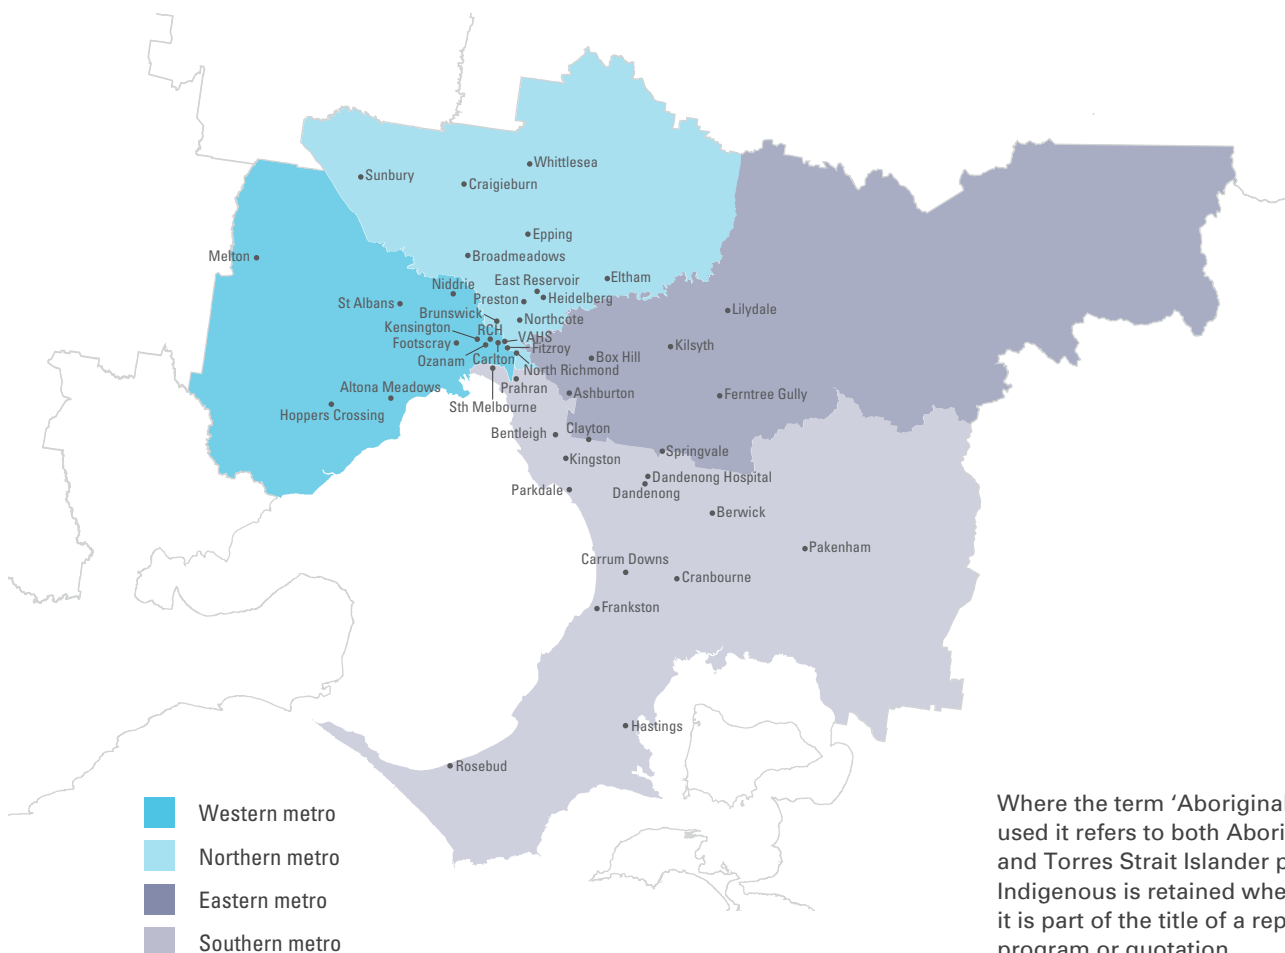 Whittlesea
Sunbury
Craigieburn
Epping
Melton
Broadmeadows
Eltham
East Reservoir
Niddrie
Heidelberg
Preston
St Albans
Lilydale
Brunswick
Northcote
Kensington
RCH
VAHS
Footscray
Fitzroy
Kilsyth
Ozanam
Carlton
Box Hill
North Richmond
Altona Meadows
Prahran
Ashburton
Ferntree Gully
Hoppers Crossing
Sth Melbourne
Clayton
Bentleigh
Springvale
Kingston
Dandenong Hospital
Parkdale
Dandenong
Berwick
Pakenham
Carrum Downs
Cranbourne
Frankston
Hastings
Rosebud
Western metro
Northern metro
Eastern metro
Southern metro
Where the term ‘Aboriginal
used it refers to both Abori
and Torres Strait Islander p
Indigenous is retained whe
it is part of the title of a rep
program or quotation